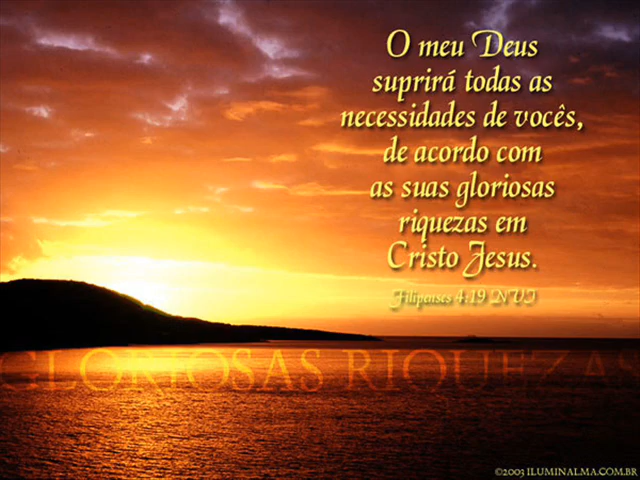 O meu Deus
suprirá todas as
necessidades de vocês,
de acordo com
as suas gloriosas
riquezas em
Cristo Jesus.
Filipenses 4:19 NVI
GLORIOSAS RIQUEZAS
©2003 ILUMINALMA.COM.BR